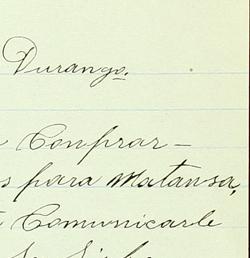 Durango.
Comprar –
s para matansa,
Comunicarle